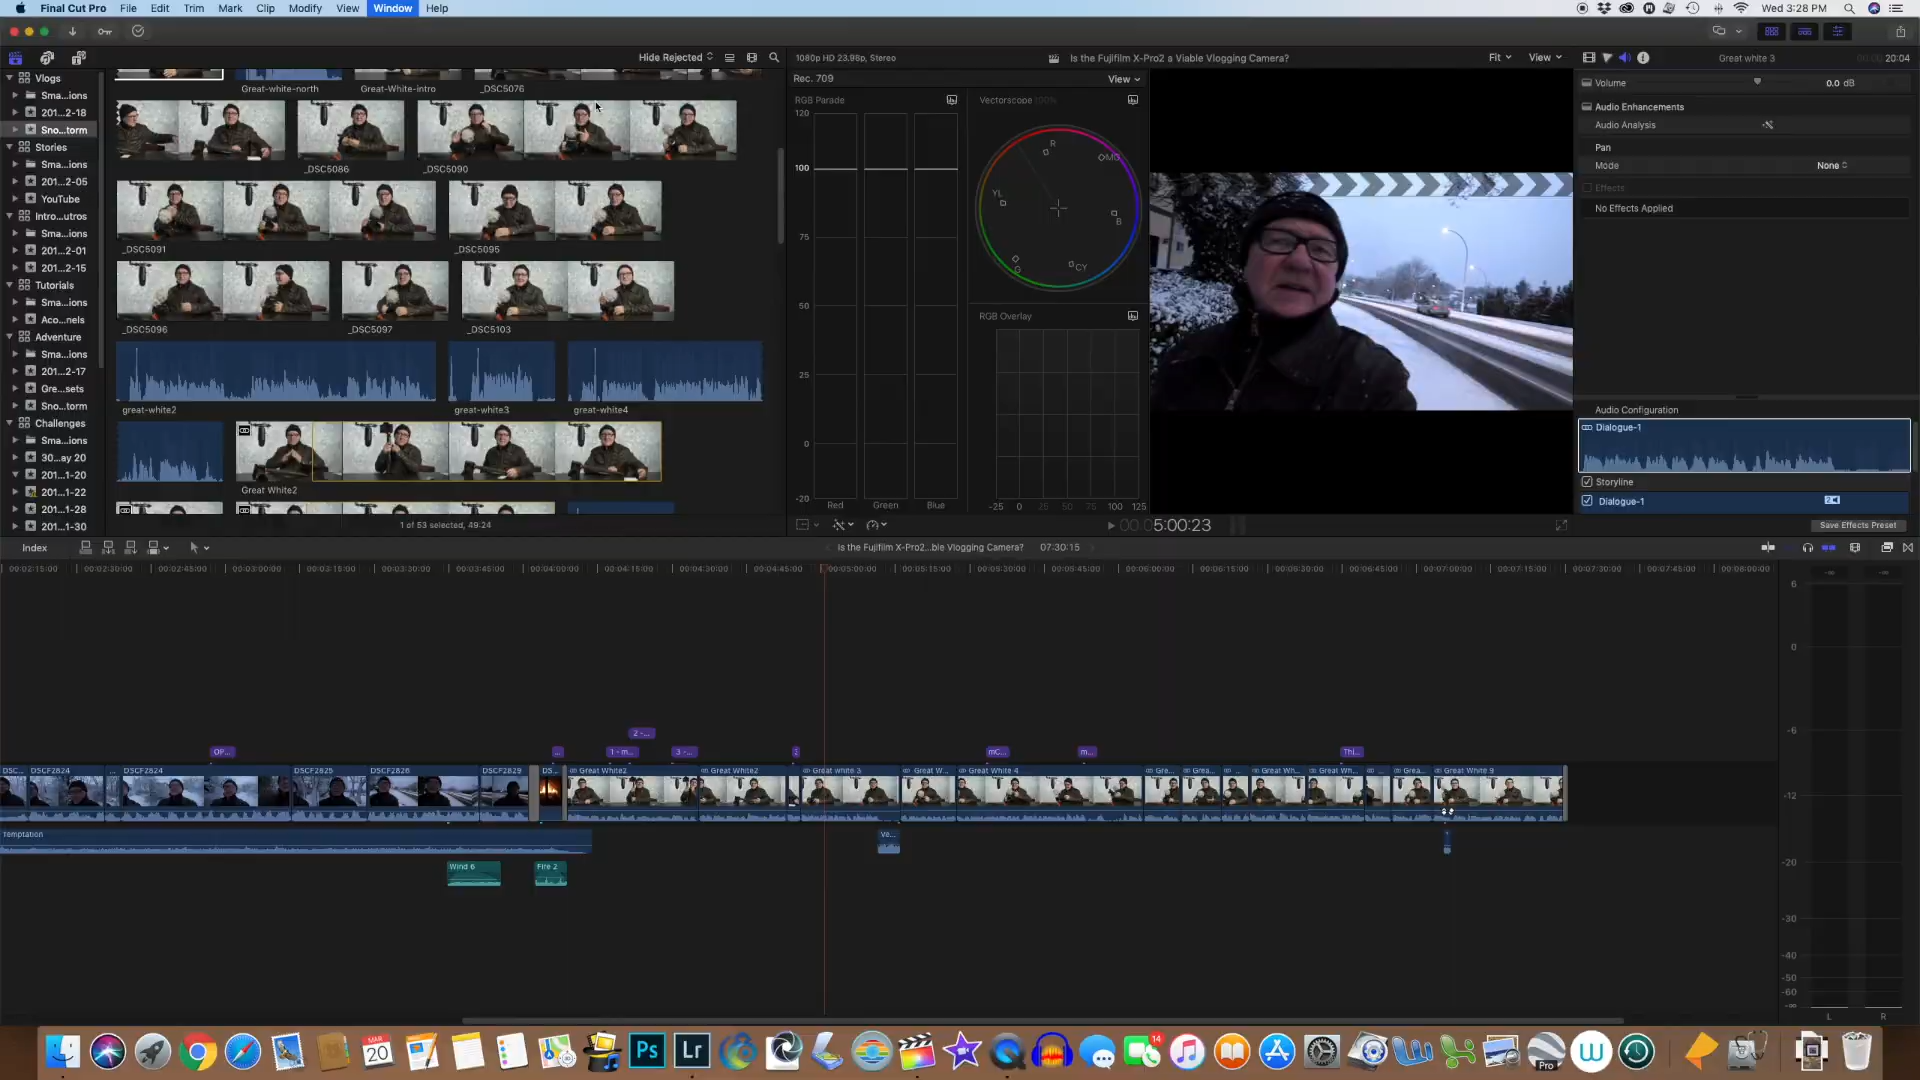 Final Cut Pro File Edit Trim Mark Clip Modify View Window Help
Wed 3:28 PM
Hide Rejected
1080p HD 23.98p, Stereo
Is the Fujifilm X-Pro2 a Viable Vlogging Camera?
Fit
View
Great white 3
20:04
Vlogs
Sma...ions
201...2-18
Sno...torm
Stories
Sma...ions
201...2-05
YouTube
Intro...utros
Sma...ions
201...2-01
201...2-15
Tutorials
Sma...ions
Aco...nels
Adventure
Sma...ions
201...2-17
Gre...sets
Sno...torm
Challenges
Sma...ions
30...ay 20
201...1-20
201...1-22
201...1-28
201...1-30
Great-white-north
Great-White-intro
_DSC5076
_DSC5086
_DSC5090
_DSC5091
_DSC5095
_DSC5096
_DSC5097
_DSC5103
great-white2
great-white3
great-white4
Great White2
1 of 53 selected, 49:24
Rec. 709
View
RGB Parade
120
100
75
50
25
0
-20
Red Green Blue
Vectorscope 100%
R
MG
B
CY
G
YL
RGB Overlay
-25 0 25 50 75 100 125
5:00:23
Volume
0.0 dB
Audio Enhancements
Audio Analysis
Pan
Mode
None
Effects
No Effects Applied
Audio Configuration
Dialogue-1
Storyline
Dialogue-1
Save Effects Preset
Index
Is the Fujifilm X-Pro2...ble Vlogging Camera?
07:30:15
00:02:15:00 00:02:30:00 00:02:45:00 00:03:00:00 00:03:15:00 00:03:30:00 00:03:45:00 00:04:00:00 00:04:15:00 00:04:30:00 00:04:45:00 00:05:00:00 00:05:15:00 00:05:30:00 00:05:45:00 00:06:00:00 00:06:15:00 00:06:30:00 00:06:45:00 00:07:00:00 00:07:15:00 00:07:30:00 00:07:45:00 00:08:00:00
2 -...
OP...
...
1 - m...
3 -...
mC...
m...
Thi...
DSC...
DSCF2824
...
DSCF2824
DSCF2825
DSCF2826
DSCF2829
DS...
Great White2
Great White2
Great white 3
Great W...
Great White 4
Gre...
Grea...
...
Great Wh...
Great Wh...
...
Grea...
Great White 9
Temptation
Ve...
Wind 6
Fire 2
6
0
-6
-12
-20
-30
-40
-50
-60
L R
MAR
20
Ps
Lr
14
Pro
W